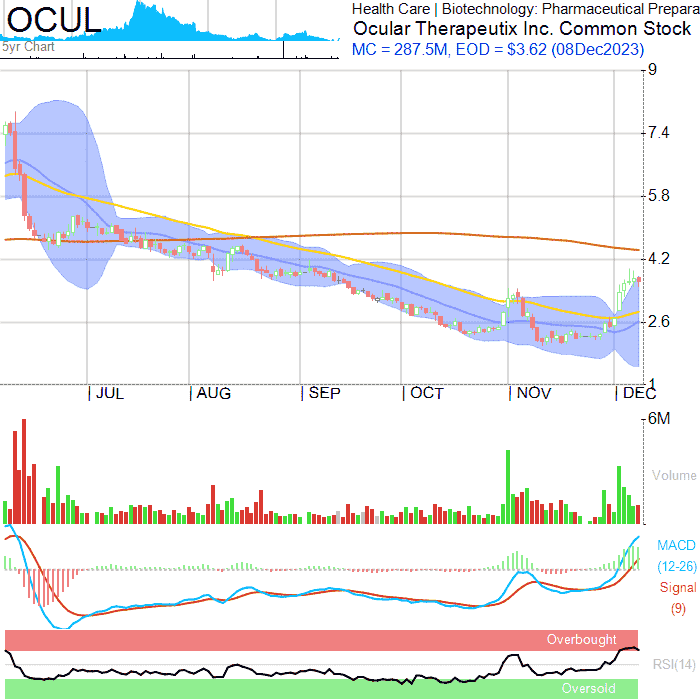 OCUL
5yr Chart
Health Care | Biotechnology: Pharmaceutical Prepara
Ocular Therapeutix Inc. Common Stock
MC = 287.5M, EOD = $3.62 (08Dec2023)
9
7.4
5.8
4.2
2.6
1
JUL AUG SEP OCT NOV DEC
6M
Volume
MACD
(12-26)
Signal
(9)
Overbought
RSI(14)
Oversold